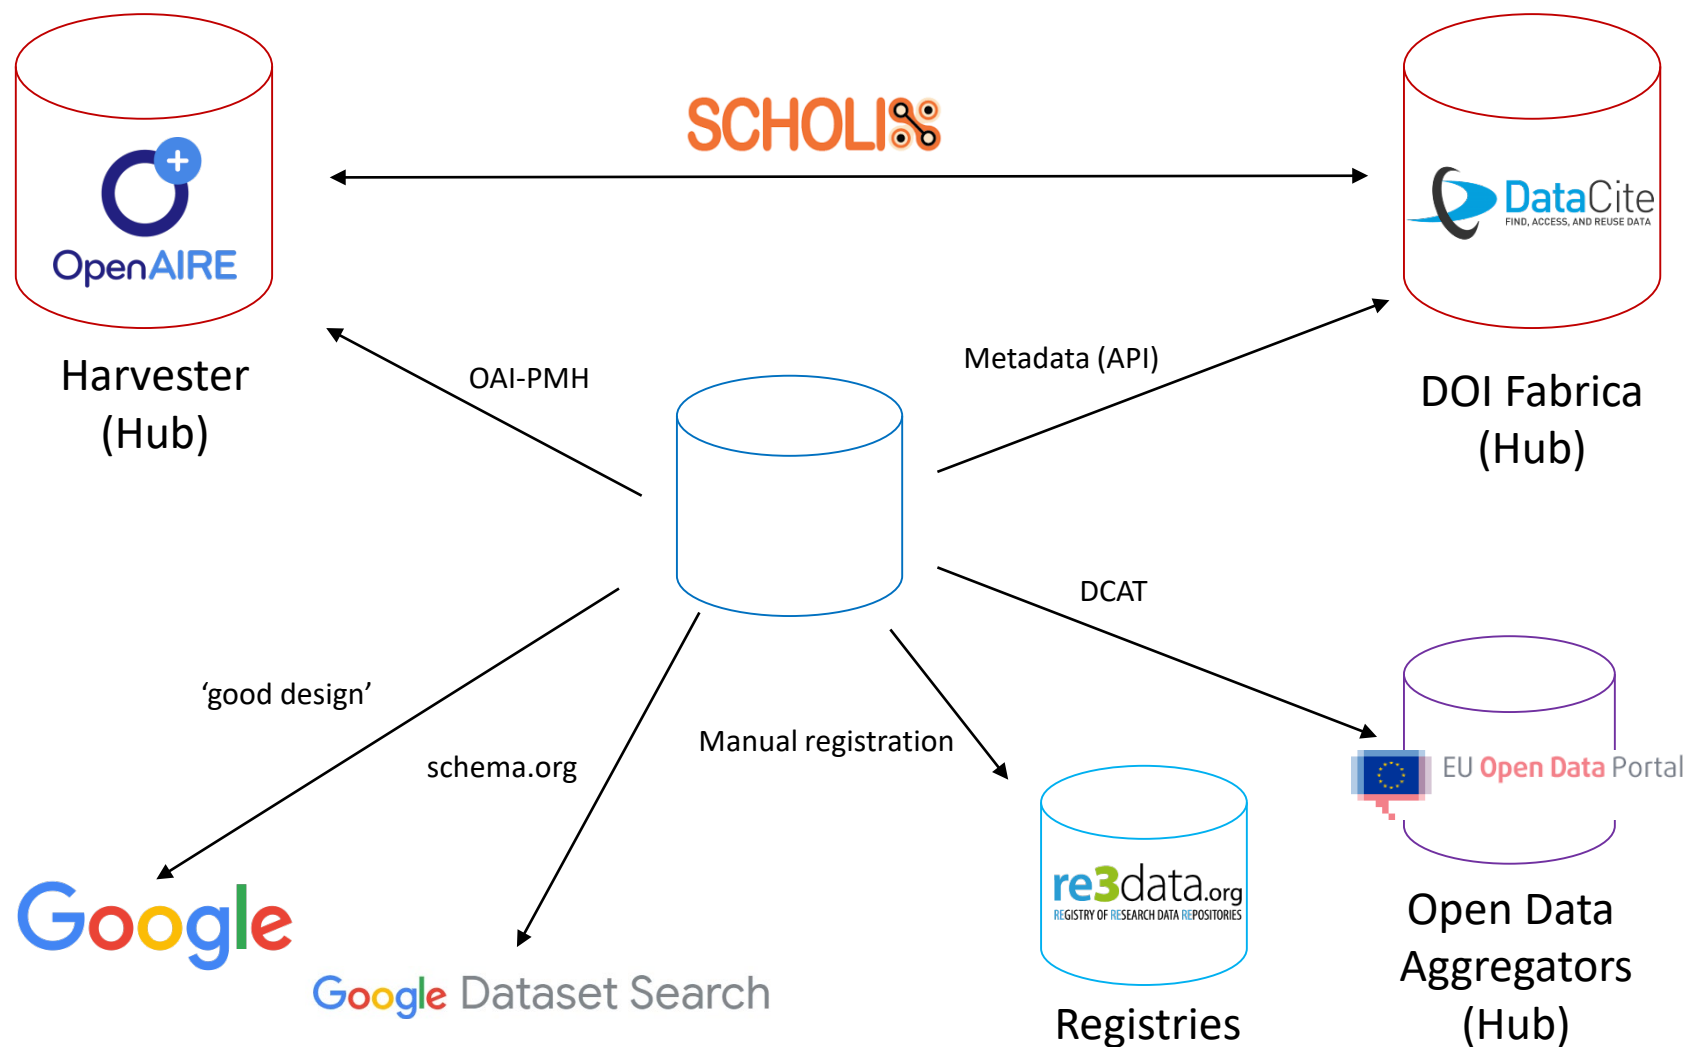 SCHOLIX
OpenAIRE
DataCite
FIND, ACCESS, AND REUSE DATA
Harvester
(Hub)
OAI-PMH
Metadata (API)
DOI Fabrica
(Hub)
DCAT
‘good design’
schema.org
Manual registration
EU Open Data Portal
re3data.org
REGISTRY OF RESEARCH DATA REPOSITORIES
Google
Google Dataset Search
Registries
Open Data
Aggregators
(Hub)